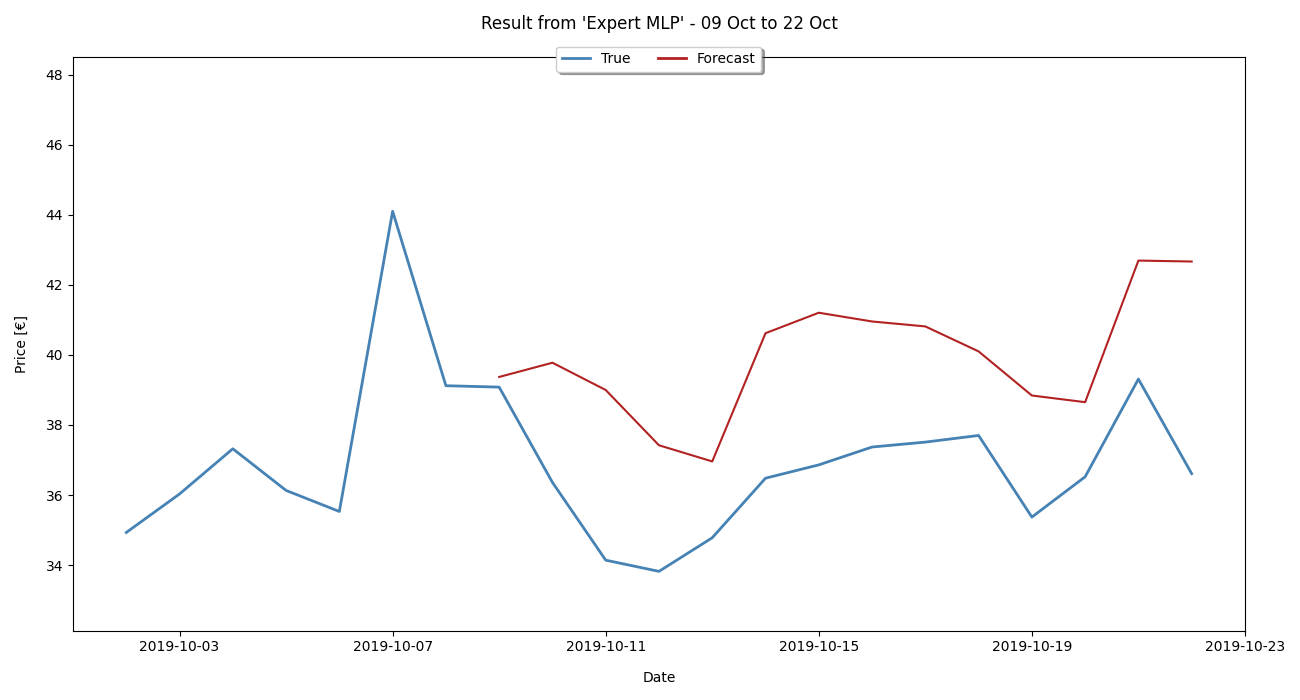 Result from 'Expert MLP' - 09 Oct to 22 Oct
True Forecast
48
46
44
42
40
38
36
34
Price [€]
2019-10-03 2019-10-07 2019-10-11 2019-10-15 2019-10-19 2019-10-23
Date